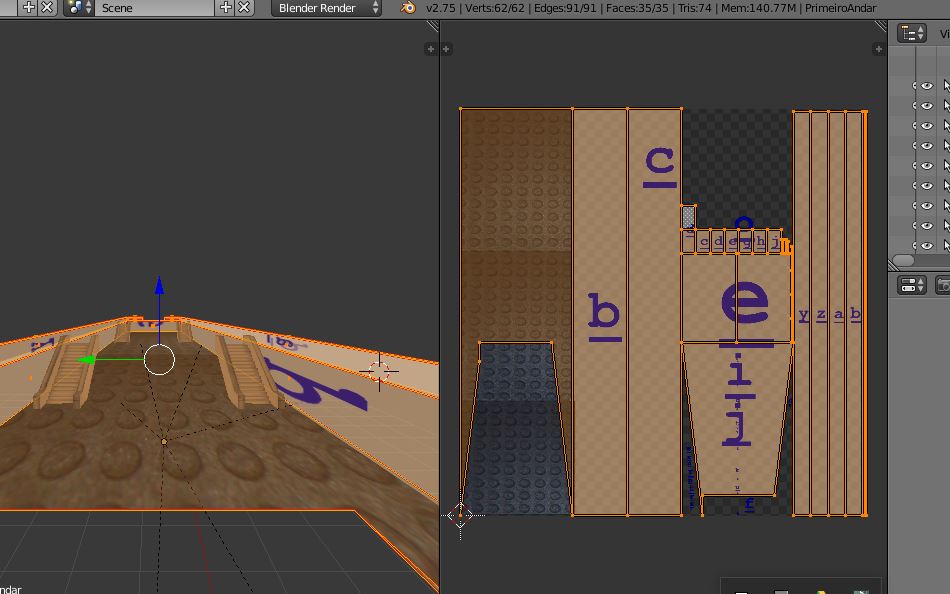 Scene
Blender Render
v2.75 | Verts:62/62 | Edges:91/91 | Faces:35/35 | Tris:74 | Mem:140.77M | PrimeiroAndar
Vi
c
c d e g h j
b
e
y z a b
i
j
f
b
ndar